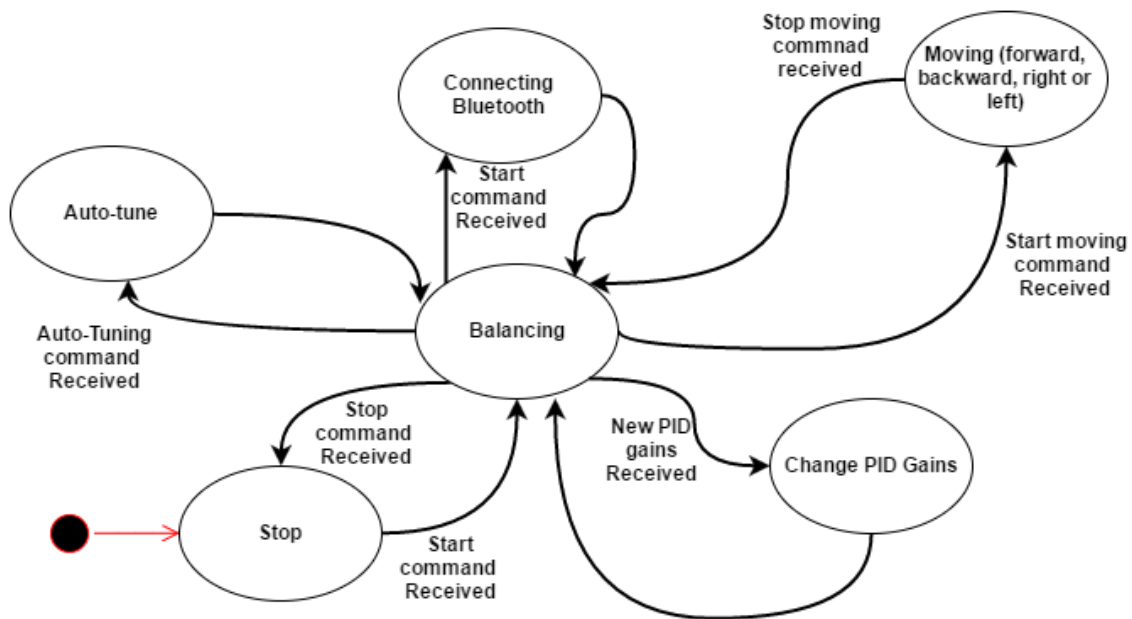 Stop moving
commnad
received
Moving (forward,
backward, right or
left)
Connecting
Bluetooth
Start
command
Received
Auto-tune
Start moving
command
Received
Balancing
Auto-Tuning
command
Received
Stop
command
Received
New PID
gains
Received
Change PID Gains
Stop
Start
command
Received